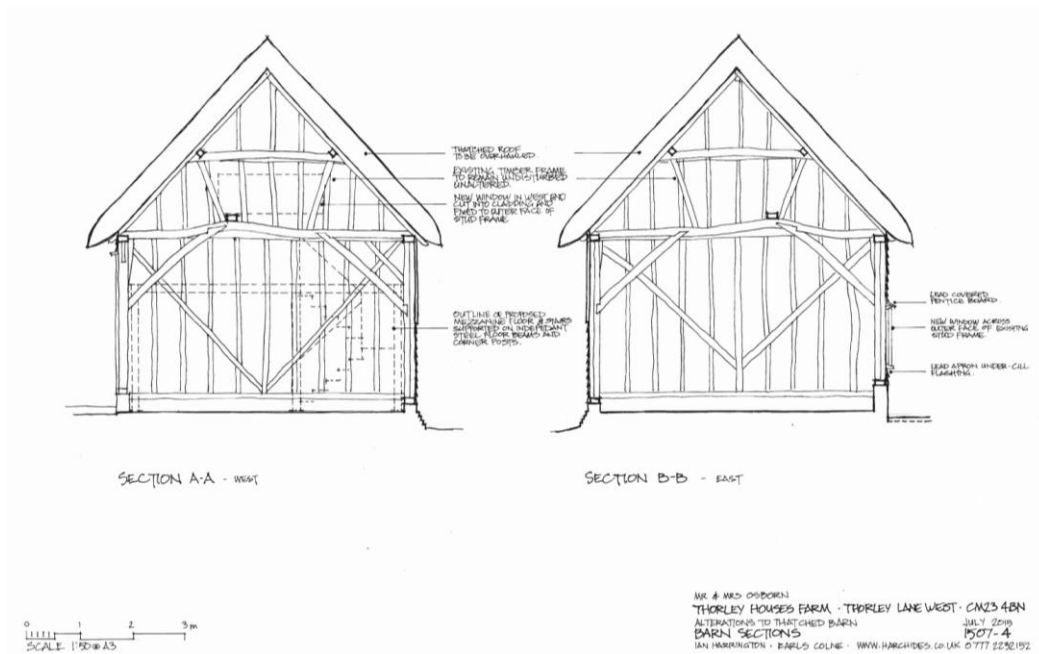 THATCHED ROOF
TO BE OVERHAULED.
EXISTING TIMBER FRAME
TO REMAIN UNDISTURBED
UNALTERED.
NEW WINDOW IN WEST END
CUT INTO CLADDING AND
FIXED TO OUTER FACE OF
STUD FRAME
OUTLINE OF PROPOSED
MEZZANINE FLOOR & STAIRS
SUPPORTED ON INDEPENDANT
STEEL FLOOR BEAMS AND
CORNER POSTS.
LEAD COVERED
PENTICE BOARD.
NEW WINDOW ACROSS
OUTER FACE OF EXISTING
STUD FRAME.
LEAD APRON UNDER-CILL
FLASHING.
SECTION A-A - WEST
SECTION B-B - EAST
0 1 2 3m
SCALE 1:50 @ A3
MR & MRS OSBORN
THORLEY HOUSES FARM · THORLEY LANE WEST · CM23 4BN
ALTERATIONS TO THATCHED BARN JULY 2015
BARN SECTIONS 1507-4
IAN HARRINGTON · EARLS COLNE · WWW.HARCHIDES.CO.UK 0777 2292152